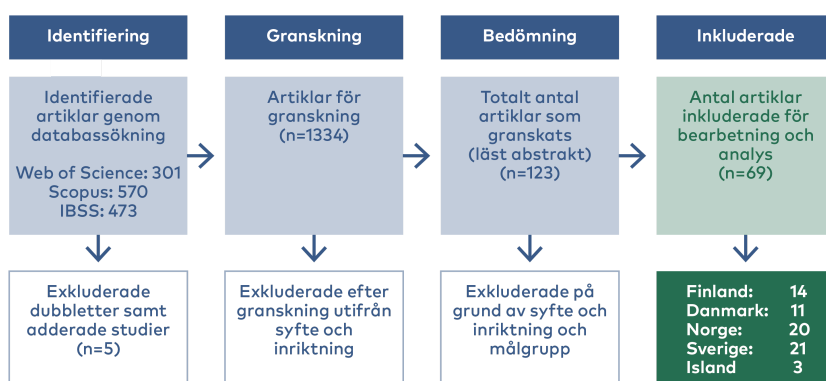 Identifiering
Identifierade
artiklar genom
databassökning
Web of Science: 301
Scopus: 570
IBSS: 473
Exkluderade
dubbletter samt
adderade studier
(n=5)
Granskning
Artiklar för
granskning
(n=1334)
Exkluderade efter
granskning utifrån
syfte och
inriktning
Bedömning
Totalt antal
artiklar som
granskats
(läst abstrakt)
(n=123)
Exkluderade på
grund av syfte och
inriktning och
målgrupp
Inkluderade
Antal artiklar
inkluderade för
bearbetning och
analys
(n=69)
Finland: 14
Danmark: 11
Norge: 20
Sverige: 21
Island 3